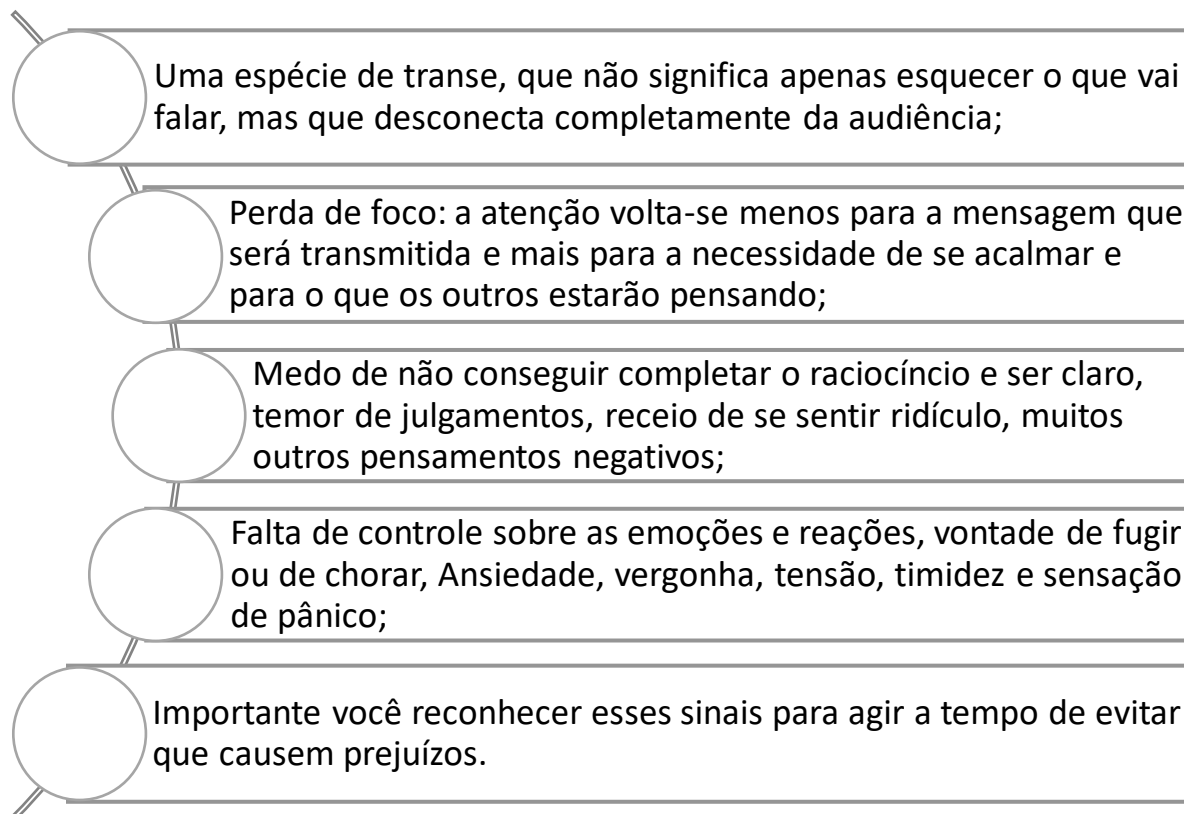 Uma espécie de transe, que não significa apenas esquecer o que vai
falar, mas que desconecta completamente da audiência;
Perda de foco: a atenção volta-se menos para a mensagem que
será transmitida e mais para a necessidade de se acalmar e
para o que os outros estarão pensando;
Medo de não conseguir completar o raciocíncio e ser claro,
temor de julgamentos, receio de se sentir ridículo, muitos
outros pensamentos negativos;
Falta de controle sobre as emoções e reações, vontade de fugir
ou de chorar, Ansiedade, vergonha, tensão, timidez e sensação
de pânico;
Importante você reconhecer esses sinais para agir a tempo de evitar
que causem prejuízos.